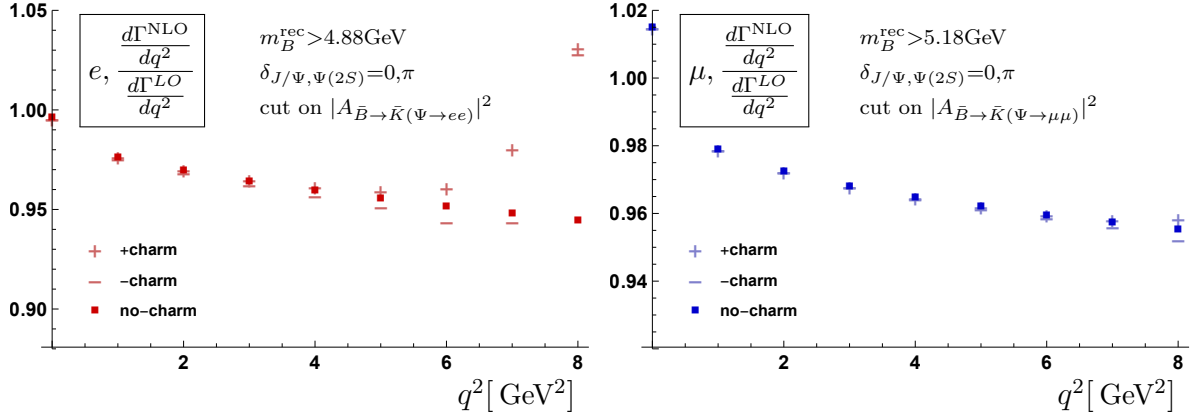 e, dΓ^NLO/dq² / dΓ^LO/dq²
m_B^rec>4.88GeV
δ_J/Ψ,Ψ(2S)=0,π
cut on |A_B̄→K̄(Ψ→ee)|²
1.05
1.00
0.95
0.90
+charm
−charm
no−charm
2
4
6
8
q²[ GeV²]
μ, dΓ^NLO/dq² / dΓ^LO/dq²
m_B^rec>5.18GeV
δ_J/Ψ,Ψ(2S)=0,π
cut on |A_B̄→K̄(Ψ→μμ)|²
1.02
1.00
0.98
0.96
0.94
+charm
−charm
no−charm
0
2
4
6
8
q²[ GeV²]